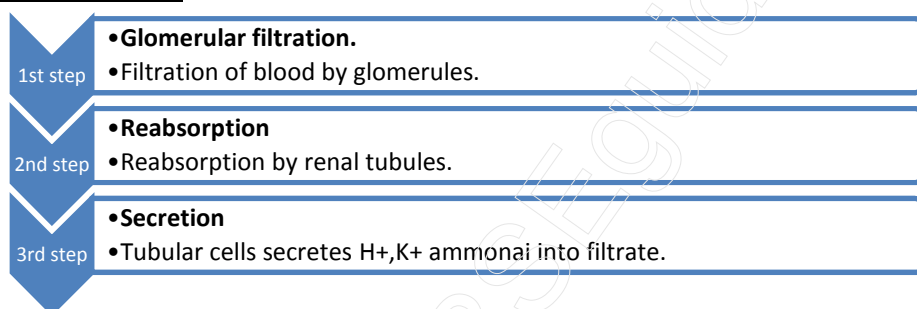 1st step
•Glomerular filtration.
•Filtration of blood by glomerules.
2nd step
•Reabsorption
•Reabsorption by renal tubules.
3rd step
•Secretion
•Tubular cells secretes H+,K+ ammonai into filtrate.